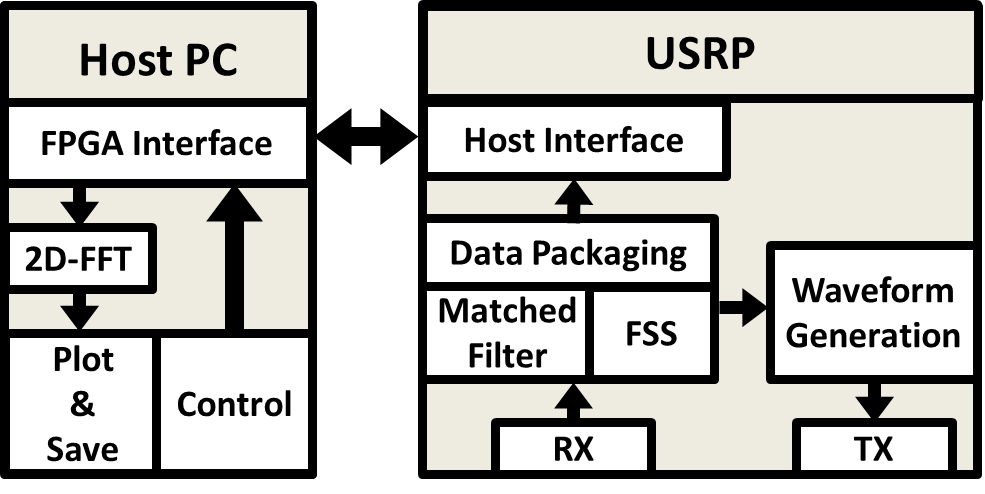 Host PC
FPGA Interface
2D-FFT
Plot
&
Save
Control
USRP
Host Interface
Data Packaging
Matched
Filter
FSS
Waveform
Generation
RX
TX